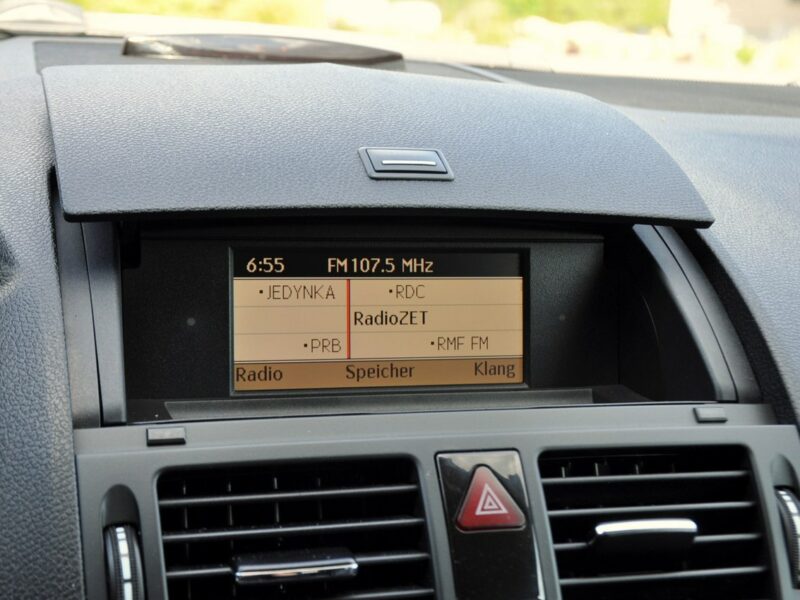 6:55 FM 107.5 MHz
JEDYNKA RDC
RadioZET
PRB RMF FM
Radio Speicher Klang